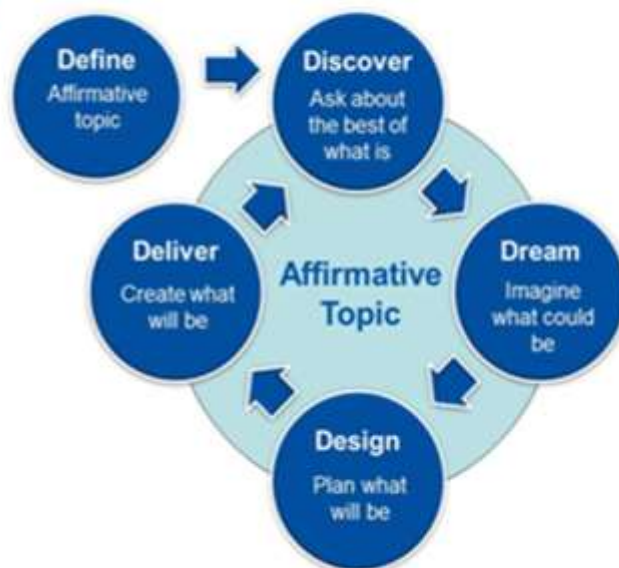 Define
Affirmative
topic
Discover
Ask about
the best of
what is
Dream
Imagine
what could
be
Design
Plan what
will be
Deliver
Create what
will be
Affirmative
Topic